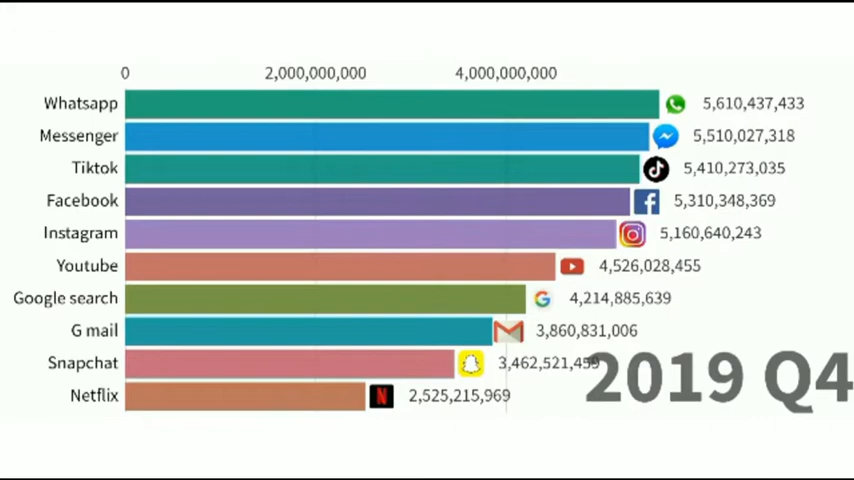 0 2,000,000,000 4,000,000,000
Whatsapp 5,610,437,433
Messenger 5,510,027,318
Tiktok 5,410,273,035
Facebook 5,310,348,369
Instagram 5,160,640,243
Youtube 4,526,028,455
Google search 4,214,885,639
G mail 3,860,831,006
Snapchat 3,462,521,459
2019 Q4
Netflix 2,525,215,969